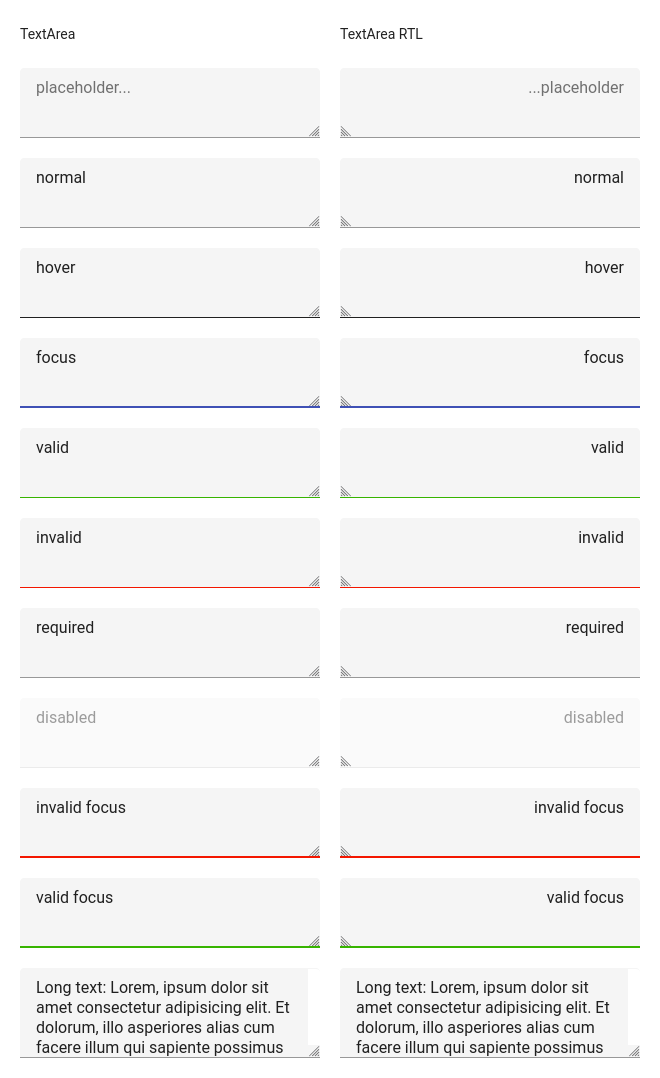 TextArea
TextArea RTL
placeholder...
...placeholder
normal
normal
hover
hover
focus
focus
valid
valid
invalid
invalid
required
required
disabled
disabled
invalid focus
invalid focus
valid focus
valid focus
Long text: Lorem, ipsum dolor sit
amet consectetur adipisicing elit. Et
dolorum, illo asperiores alias cum
facere illum qui sapiente possimus
Long text: Lorem, ipsum dolor sit
amet consectetur adipisicing elit. Et
dolorum, illo asperiores alias cum
facere illum qui sapiente possimus